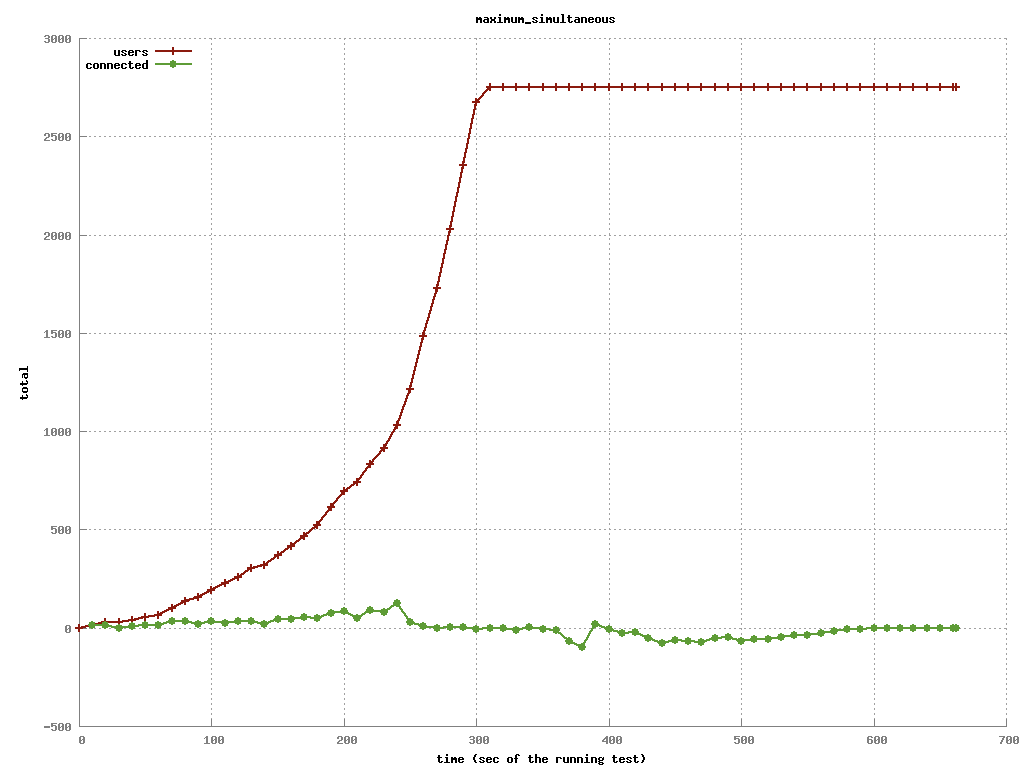 maximum_simultaneous
3000
users
connected
2500
2000
1500
total
1000
500
0
-500
0 100 200 300 400 500 600 700
time (sec of the running test)